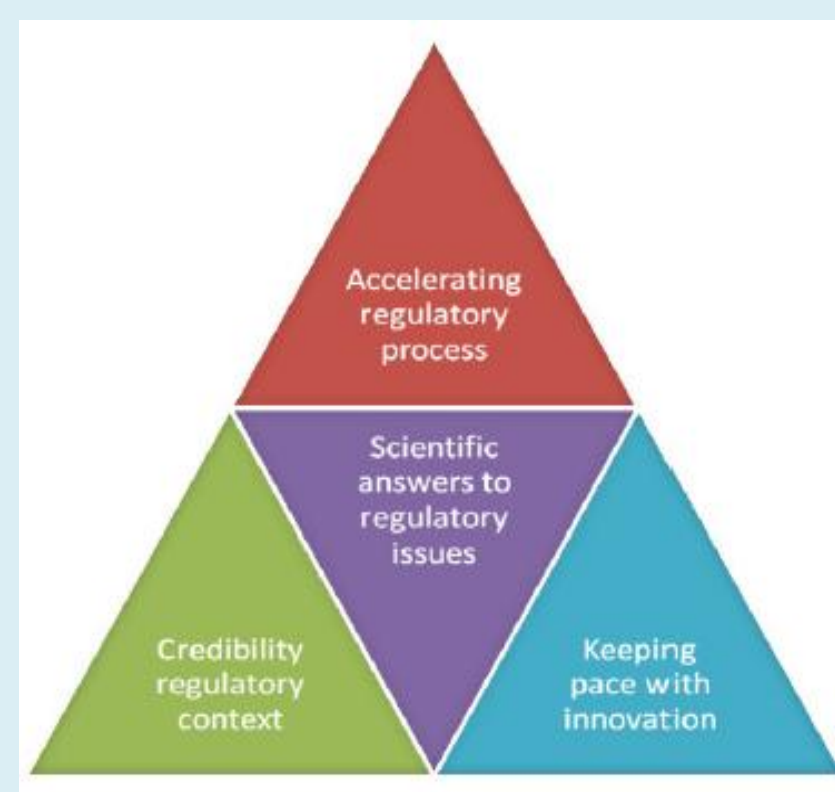 Accelerating
regulatory
process
Scientific
answers to
regulatory
issues
Credibility
regulatory
context
Keeping
pace with
innovation